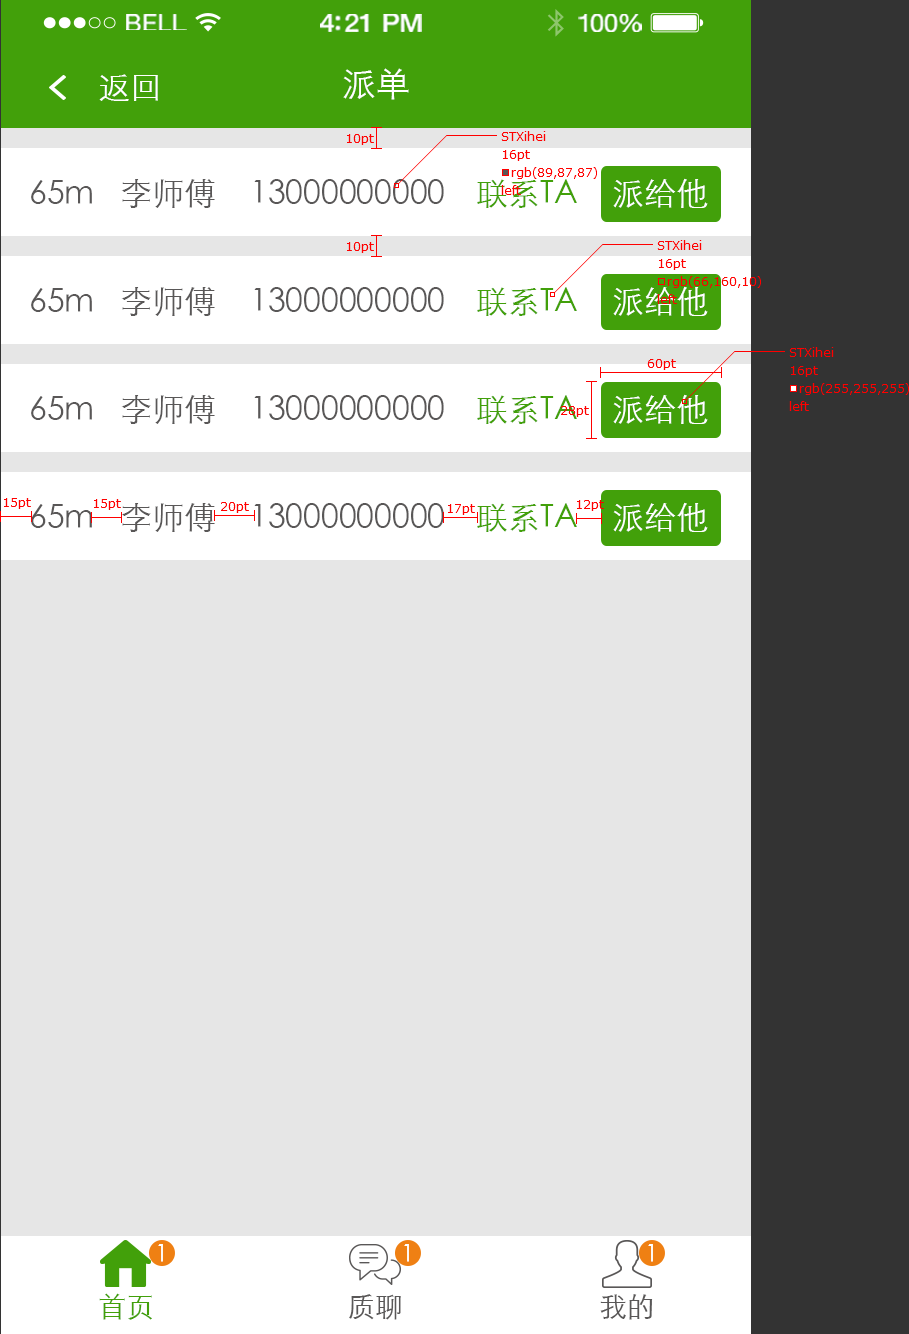 BELL 4:21 PM 100%
返回 派单
10pt
STXihei
16pt
rgb(89,87,87)
left
65m 李师傅 13000000000 联系TA 派给他
10pt
STXihei
16pt
rgb(66,160,10)
left
65m 李师傅 13000000000 联系TA 派给他
STXihei
16pt
rgb(255,255,255)
left
60pt
28pt
65m 李师傅 13000000000 联系TA 派给他
15pt 15pt 20pt 17pt 12pt
65m 李师傅 13000000000 联系TA 派给他
1 1 1
首页 质聊 我的